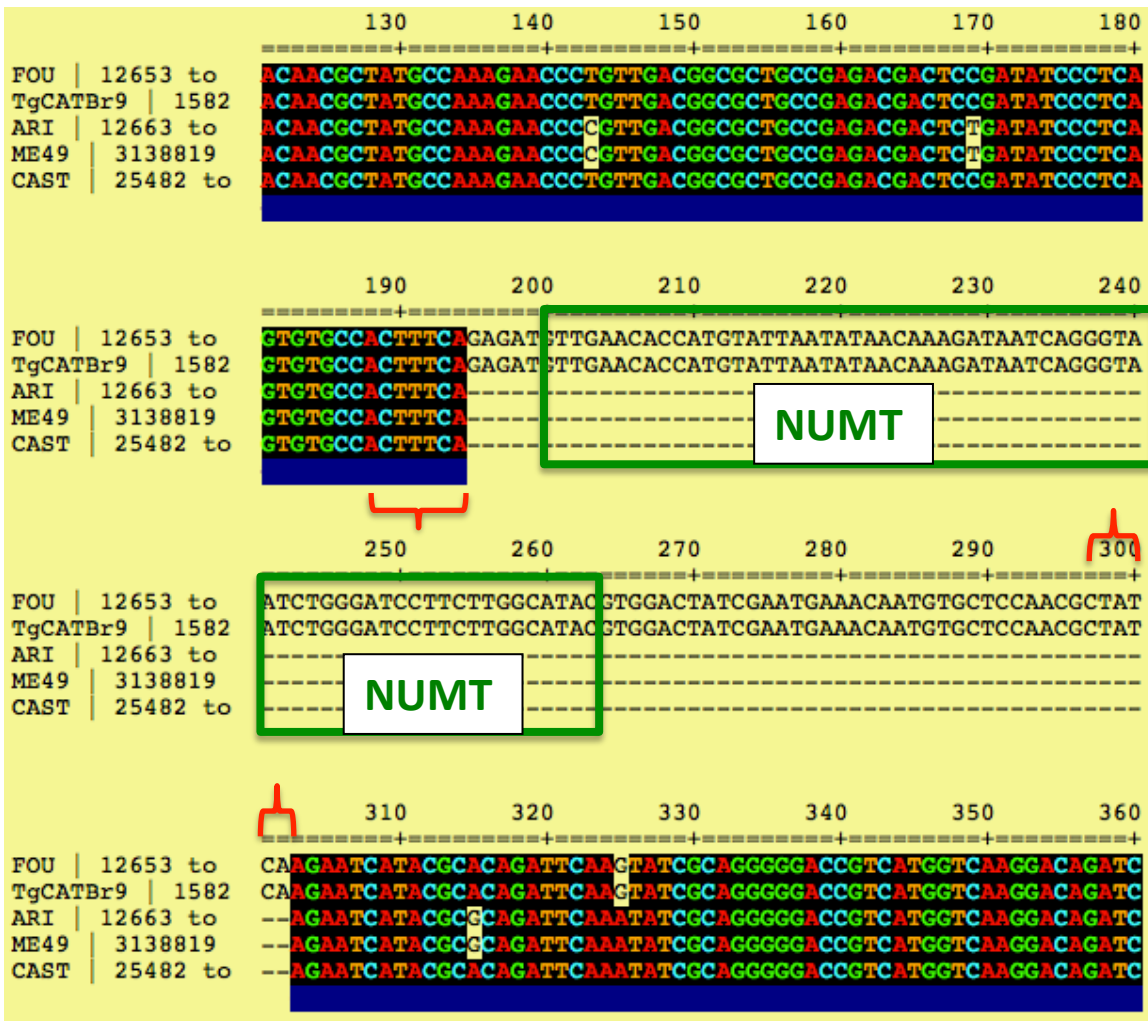 130 140 150 160 170 180
=========+=========+=========+=========+=========+=========+
FOU | 12653 to ACAACGCTATGCCAAAGAACCCTGTTGACGGCGCTGCCGAGACGACTCCGATATCCCTCA
TgCATBr9 | 1582 ACAACGCTATGCCAAAGAACCCTGTTGACGGCGCTGCCGAGACGACTCCGATATCCCTCA
ARI | 12663 to ACAACGCTATGCCAAAGAACCCCGTTGACGGCGCTGCCGAGACGACTCTGATATCCCTCA
ME49 | 3138819 ACAACGCTATGCCAAAGAACCCCGTTGACGGCGCTGCCGAGACGACTCTGATATCCCTCA
CAST | 25482 to ACAACGCTATGCCAAAGAACCCTGTTGACGGCGCTGCCGAGACGACTCCGATATCCCTCA
190 200 210 220 230 240
=========+=========+=========+=========+=========+=========+
FOU | 12653 to GTGTGCCACTTTCAGAGATGTTGAACACCATGTATTAATATAACAAAGATAATCAGGGTA
TgCATBr9 | 1582 GTGTGCCACTTTCAGAGATGTTGAACACCATGTATTAATATAACAAAGATAATCAGGGTA
ARI | 12663 to GTGTGCCACTTTCA----------------------------------------------
ME49 | 3138819 GTGTGCCACTTTCA----------------------------------------------
CAST | 25482 to GTGTGCCACTTTCA----------------------------------------------
NUMT
250 260 270 280 290 300
=========+=========+=========+=========+=========+=========+
FOU | 12653 to ATCTGGGATCCTTCTTGGCATACGTGGACTATCGAATGAAACAATGTGCTCCAACGCTAT
TgCATBr9 | 1582 ATCTGGGATCCTTCTTGGCATACGTGGACTATCGAATGAAACAATGTGCTCCAACGCTAT
ARI | 12663 to ------------------------------------------------------------
ME49 | 3138819 ------------------------------------------------------------
CAST | 25482 to ------------------------------------------------------------
NUMT
310 320 330 340 350 360
=========+=========+=========+=========+=========+=========+
FOU | 12653 to CAAGAATCATACGCACAGATTCAAGTATCGCAGGGGGACCGTCATGGTCAAGGACAGATC
TgCATBr9 | 1582 CAAGAATCATACGCACAGATTCAAGTATCGCAGGGGGACCGTCATGGTCAAGGACAGATC
ARI | 12663 to --AGAATCATACGCGCAGATTCAAATATCGCAGGGGGACCGTCATGGTCAAGGACAGATC
ME49 | 3138819 --AGAATCATACGCGCAGATTCAAATATCGCAGGGGGACCGTCATGGTCAAGGACAGATC
CAST | 25482 to --AGAATCATACGCACAGATTCAAATATCGCAGGGGGACCGTCATGGTCAAGGACAGATC